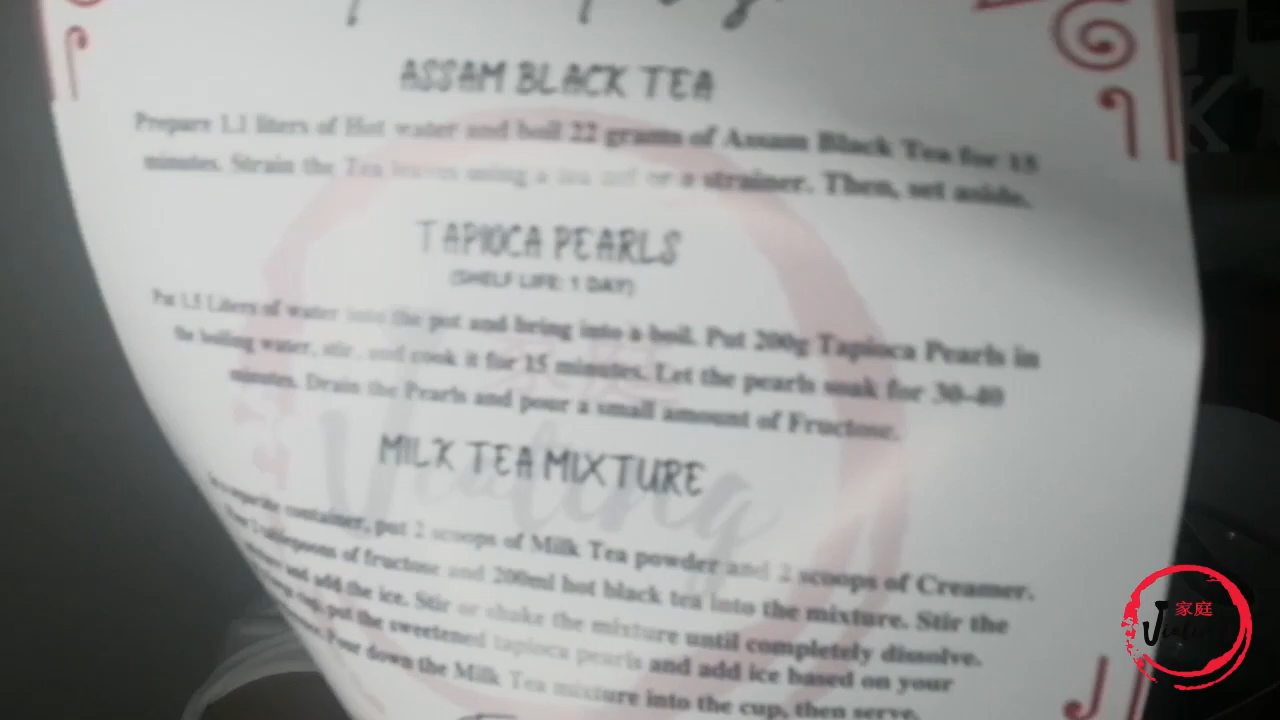 ASSAM BLACK TEA
Prepare 1.1 liters of Hot water and boil 22 grams of Assam Black Tea for 15
minutes. Strain the Tea leaves using a tea net or a strainer. Then, set aside.
TAPIOCA PEARLS
(SHELF LIFE: 1 DAY)
Put 1.5 Liters of water into the pot and bring into a boil. Put 200g Tapioca Pearls in
the boiling water, stir, and cook it for 15 minutes. Let the pearls soak for 30-40
minutes. Drain the Pearls and pour a small amount of Fructose.
MILK TEA MIXTURE
In a separate container, put 2 scoops of Milk Tea powder and 2 scoops of Creamer.
of fructose and 200ml hot black tea into the mixture. Stir the
and add the ice. Stir or shake the mixture until completely dissolve.
put the sweetened tapioca pearls and add ice based on your
Pour down the Milk Tea mixture into the cup, then serve.
家庭